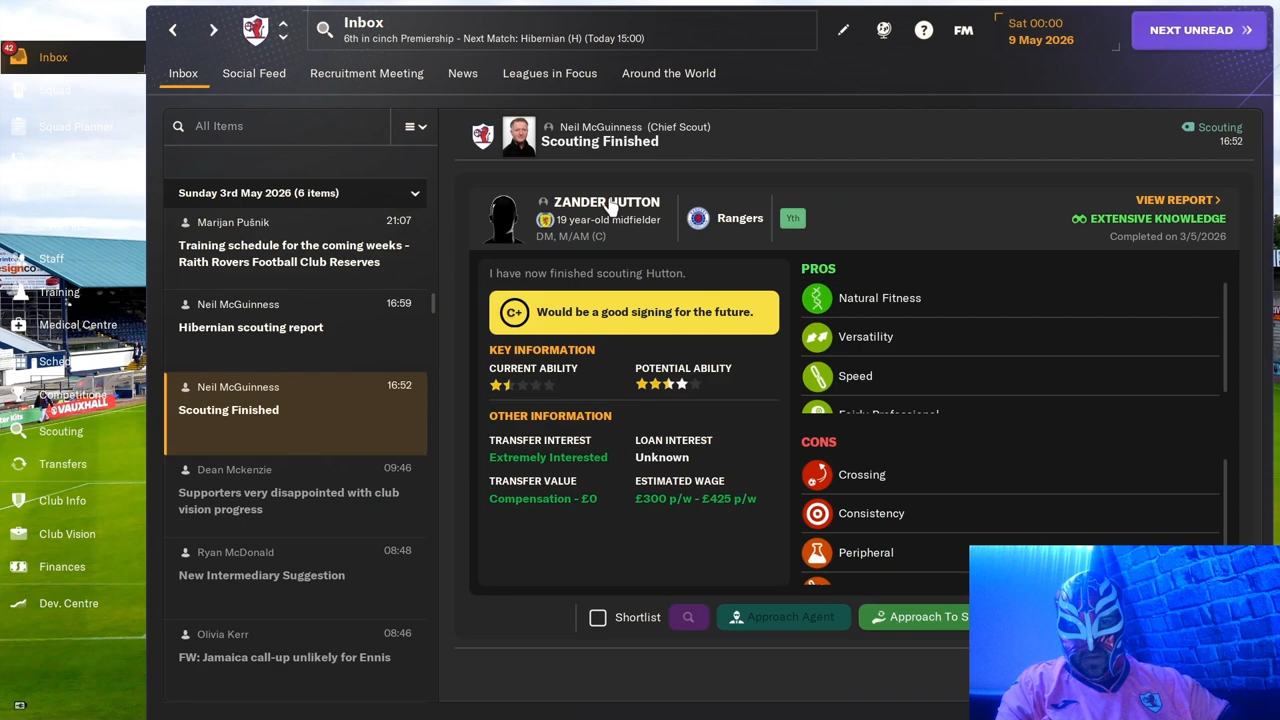 Inbox
6th in cinch Premiership - Next Match: Hibernian (H) (Today 15:00)
FM
Sat 00:00
9 May 2026
NEXT UNREAD
42
Inbox
Squad
Squad Planner
Staff
Training
Medical Centre
Sched
Competitions
Scouting
Transfers
Club Info
Club Vision
Finances
Dev. Centre
VAUXHALL
Inbox
Social Feed
Recruitment Meeting
News
Leagues in Focus
Around the World
All Items
Sunday 3rd May 2026 (6 items)
Marijan Pušnik
21:07
Training schedule for the coming weeks -
Raith Rovers Football Club Reserves
Neil McGuinness
16:59
Hibernian scouting report
Neil McGuinness
16:52
Scouting Finished
Dean Mckenzie
09:46
Supporters very disappointed with club
vision progress
Ryan McDonald
08:48
New Intermediary Suggestion
Olivia Kerr
08:46
FW: Jamaica call-up unlikely for Ennis
Neil McGuinness (Chief Scout)
Scouting Finished
Scouting
16:52
ZANDER HUTTON
19 year-old midfielder
DM, M/AM (C)
Rangers
Yth
VIEW REPORT >
EXTENSIVE KNOWLEDGE
Completed on 3/5/2026
I have now finished scouting Hutton.
C+
Would be a good signing for the future.
KEY INFORMATION
CURRENT ABILITY
POTENTIAL ABILITY
OTHER INFORMATION
TRANSFER INTEREST
LOAN INTEREST
Extremely Interested
Unknown
TRANSFER VALUE
ESTIMATED WAGE
Compensation - £0
£300 p/w - £425 p/w
PROS
Natural Fitness
Versatility
Speed
Fairly Professional
CONS
Crossing
Consistency
Peripheral
Shortlist
Approach Agent
Approach To S